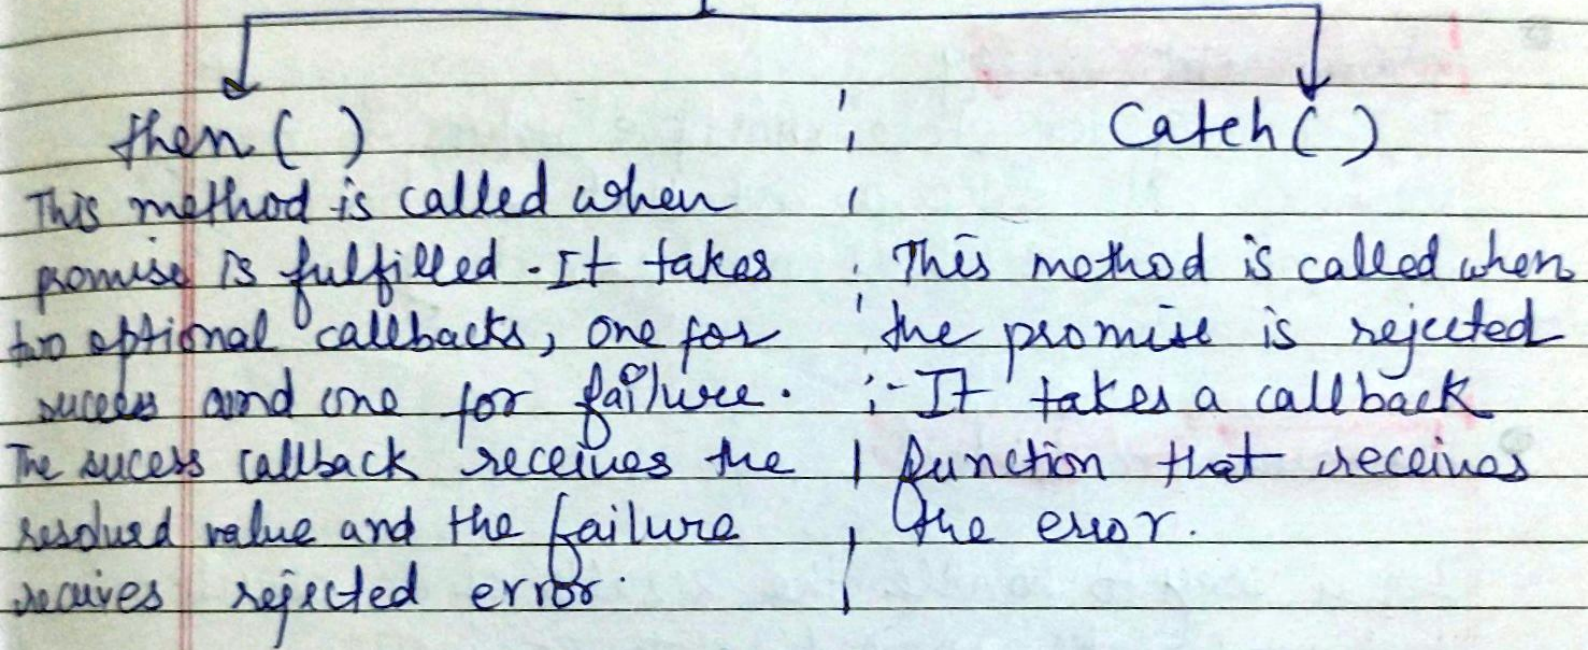 then ( )
This method is called when
promise is fulfilled. It takes
two optional callbacks, one for
success and one for failure.
The sucess callback receives the
resolved value and the failure
receives rejected error.
Catch ( )
This method is called when
the promise is rejected
- It takes a callback
function that receives
the error.